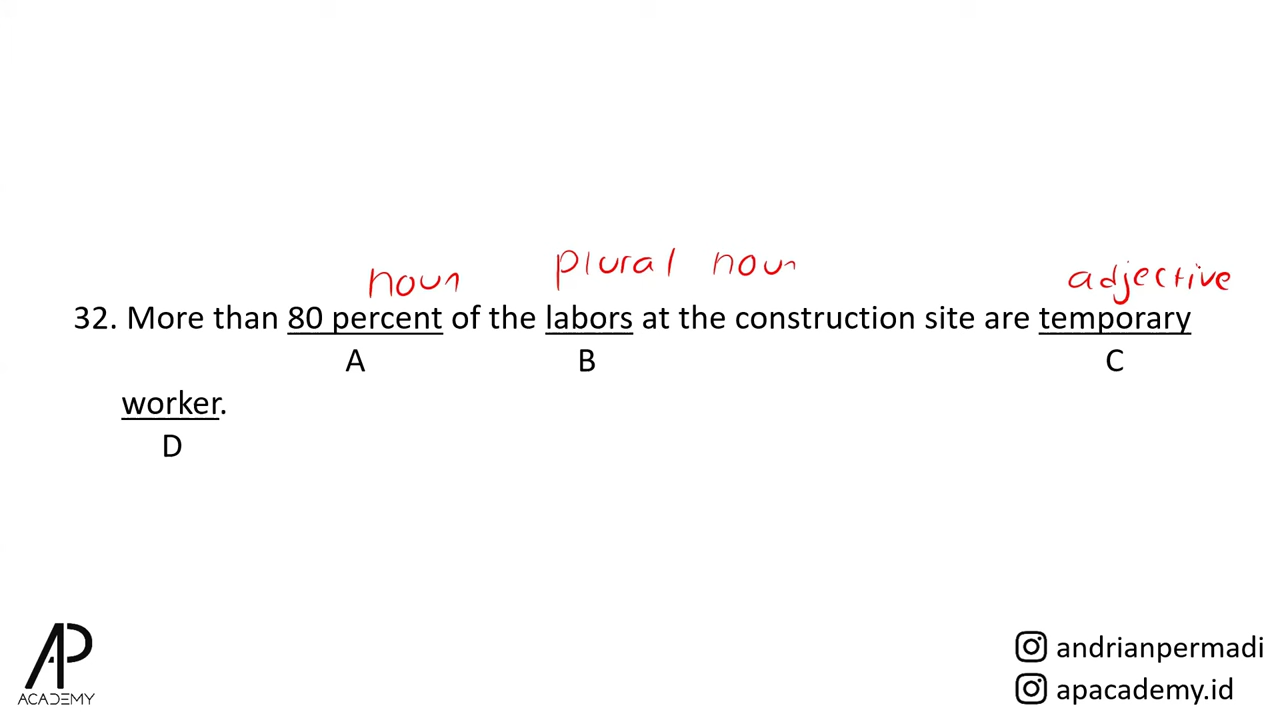 noun plural noun adjective
32. More than 80 percent of the labors at the construction site are temporary
A B C
worker.
D
AP
ACADEMY
andrianpermadi
apacademy.id